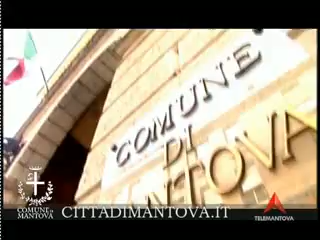 COMUNE
DI
MANTOVA
COMUNE DI
MANTOVA
CITTADIMANTOVA.IT
TELEMANTOVA